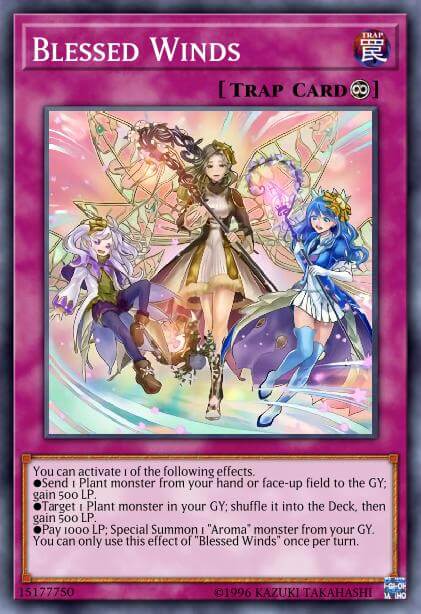 BLESSED WINDS
TRAP
罠
[TRAP CARD]
You can activate 1 of the following effects.
●Send 1 Plant monster from your hand or face-up field to the GY;
gain 500 LP.
●Target 1 Plant monster in your GY; shuffle it into the Deck, then
gain 500 LP.
●Pay 1000 LP; Special Summon 1 "Aroma" monster from your GY.
You can only use this effect of "Blessed Winds" once per turn.
15177750
©1996 KAZUKI TAKAHASHI